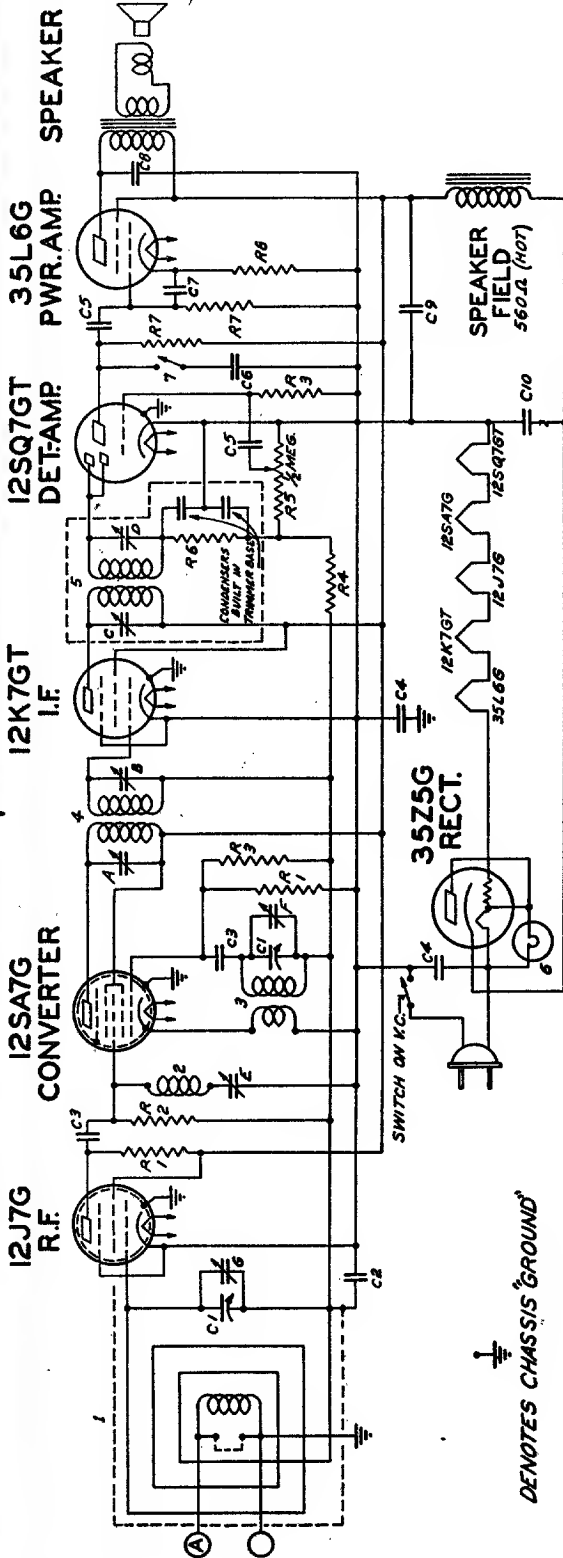 12J7G
R.F.
12SA7G
CONVERTER
12K7GT
I.F.
12SQ7GT
DET-AMP.
35L6G
PWR.AMP.
SPEAKER
1
A
C1
G
C2
R1
C3
R2
2
E
3
C3
C1
F
R1
R3
4
A
B
5
C
D
R6
CONDENSERS
BUILT IN
TRIMMER BASE
R4
C4
C5
R5
1/2 MEG.
R3
7
C6
R7
C5
R7
C7
R8
C8
C9
SPEAKER
FIELD
560Ω (HOT)
C10
SWITCH ON V.C.
C4
35Z5G
RECT.
6
35L6G
12K7GT
12J7G
12SA7G
12SQ7GT
DENOTES CHASSIS "GROUND"